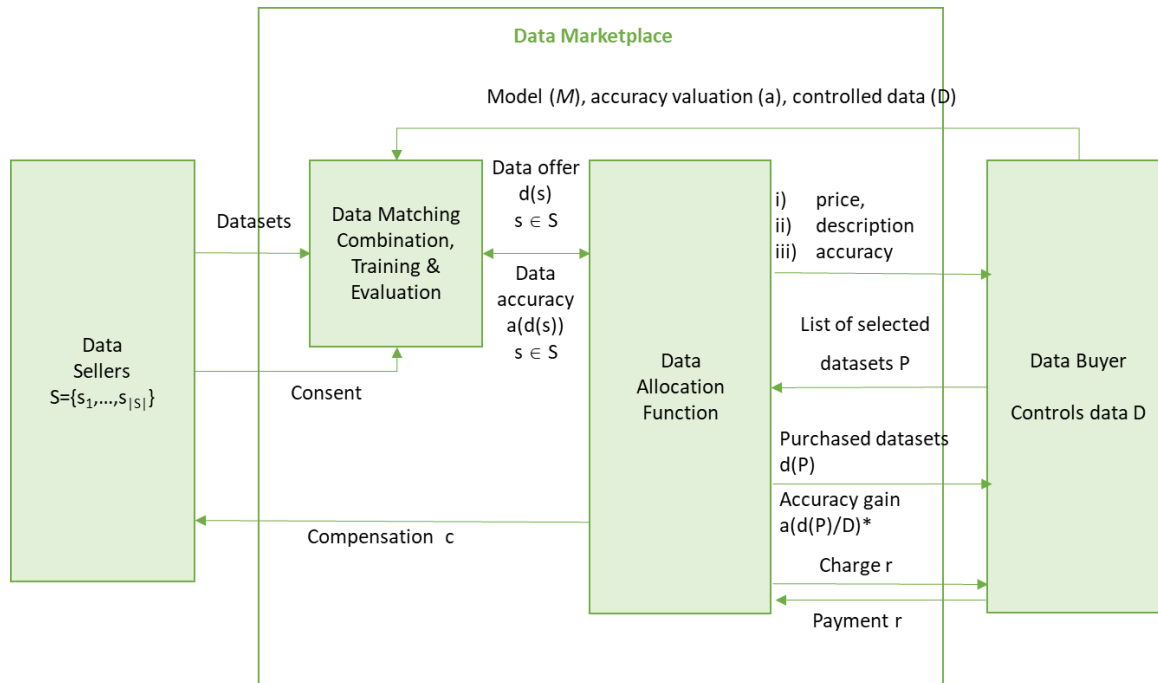 Data Marketplace
Model (M), accuracy valuation (a), controlled data (D)
Data
Sellers
S={s₁,...,s|S|}
Datasets
Consent
Data Matching
Combination,
Training &
Evaluation
Data offer
d(s)
s ∈ S
Data
accuracy
a(d(s))
s ∈ S
Data
Allocation
Function
i) price,
ii) description
iii) accuracy
List of selected
datasets P
Purchased datasets
d(P)
Accuracy gain
a(d(P)/D)*
Charge r
Payment r
Compensation c
Data Buyer
Controls data D